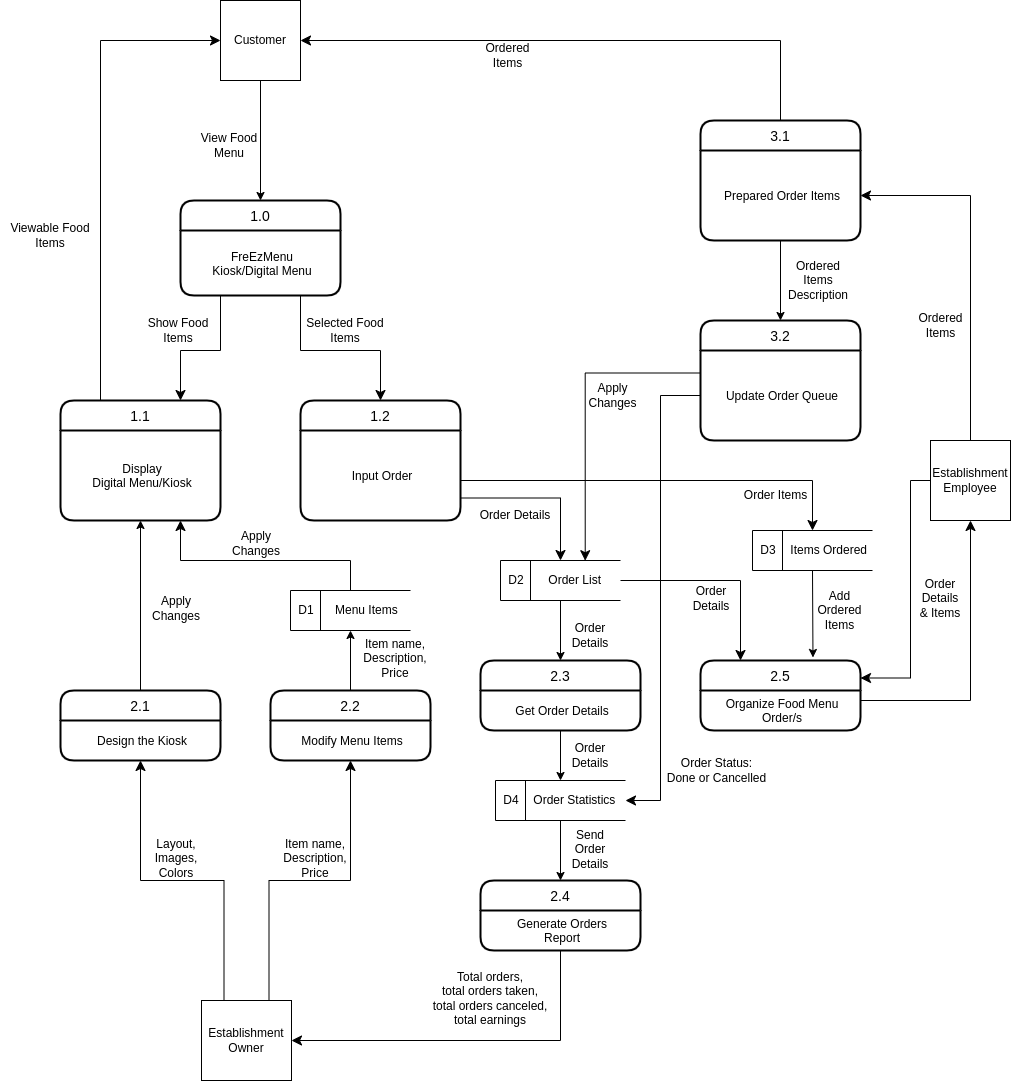 Customer
Ordered
Items
View Food
Menu
3.1
Prepared Order Items
Viewable Food
Items
1.0
FreEzMenu
Kiosk/Digital Menu
Ordered
Items
Description
Show Food
Items
Selected Food
Items
Ordered
Items
3.2
Update Order Queue
Apply
Changes
1.1
Display
Digital Menu/Kiosk
1.2
Input Order
Establishment
Employee
Order Items
Order Details
Apply
Changes
D3
Items Ordered
D2
Order List
Apply
Changes
D1
Menu Items
Order
Details
Add
Ordered
Items
Order
Details
& Items
Order
Details
Item name,
Description,
Price
2.1
Design the Kiosk
2.2
Modify Menu Items
2.3
Get Order Details
2.5
Organize Food Menu
Order/s
Order
Details
Order Status:
Done or Cancelled
D4
Order Statistics
Layout,
Images,
Colors
Item name,
Description,
Price
Send
Order
Details
2.4
Generate Orders
Report
Total orders,
total orders taken,
total orders canceled,
total earnings
Establishment
Owner